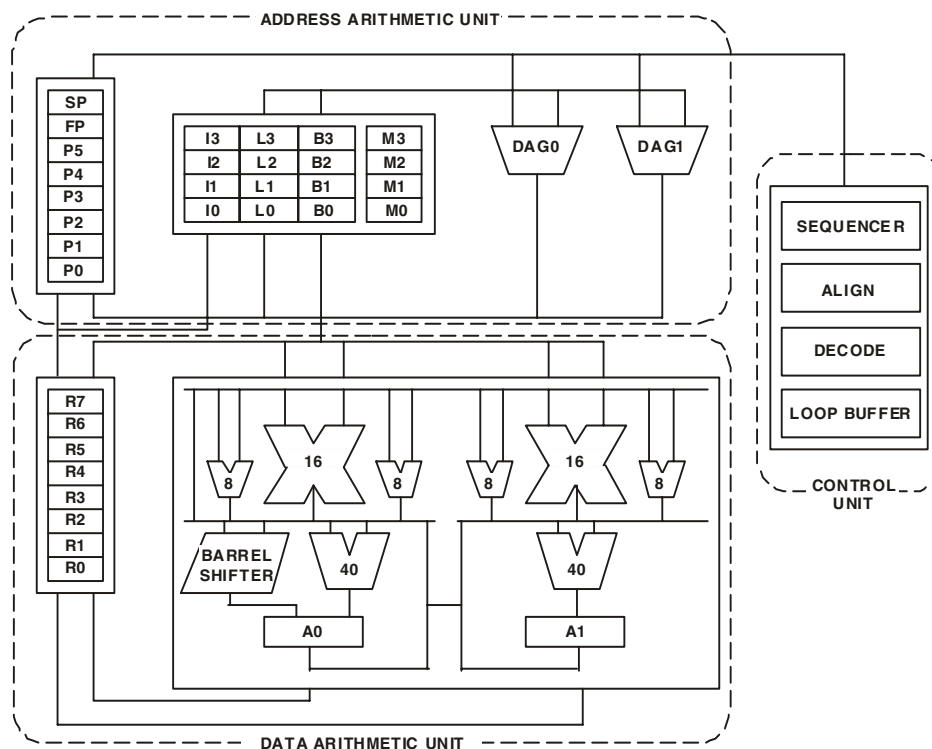 ADDRESS ARITHMETIC UNIT
SP
FP
P5
P4
P3
P2
P1
P0
I3 L3 B3 M3
I2 L2 B2 M2
I1 L1 B1 M1
I0 L0 B0 M0
DAG0
DAG1
SEQUENCER
ALIGN
DECODE
LOOP BUFFER
CONTROL
UNIT
R7
R6
R5
R4
R3
R2
R1
R0
16
16
8
8
8
8
BARREL
SHIFTER
40
40
A0
A1
DATA ARITHMETIC UNIT